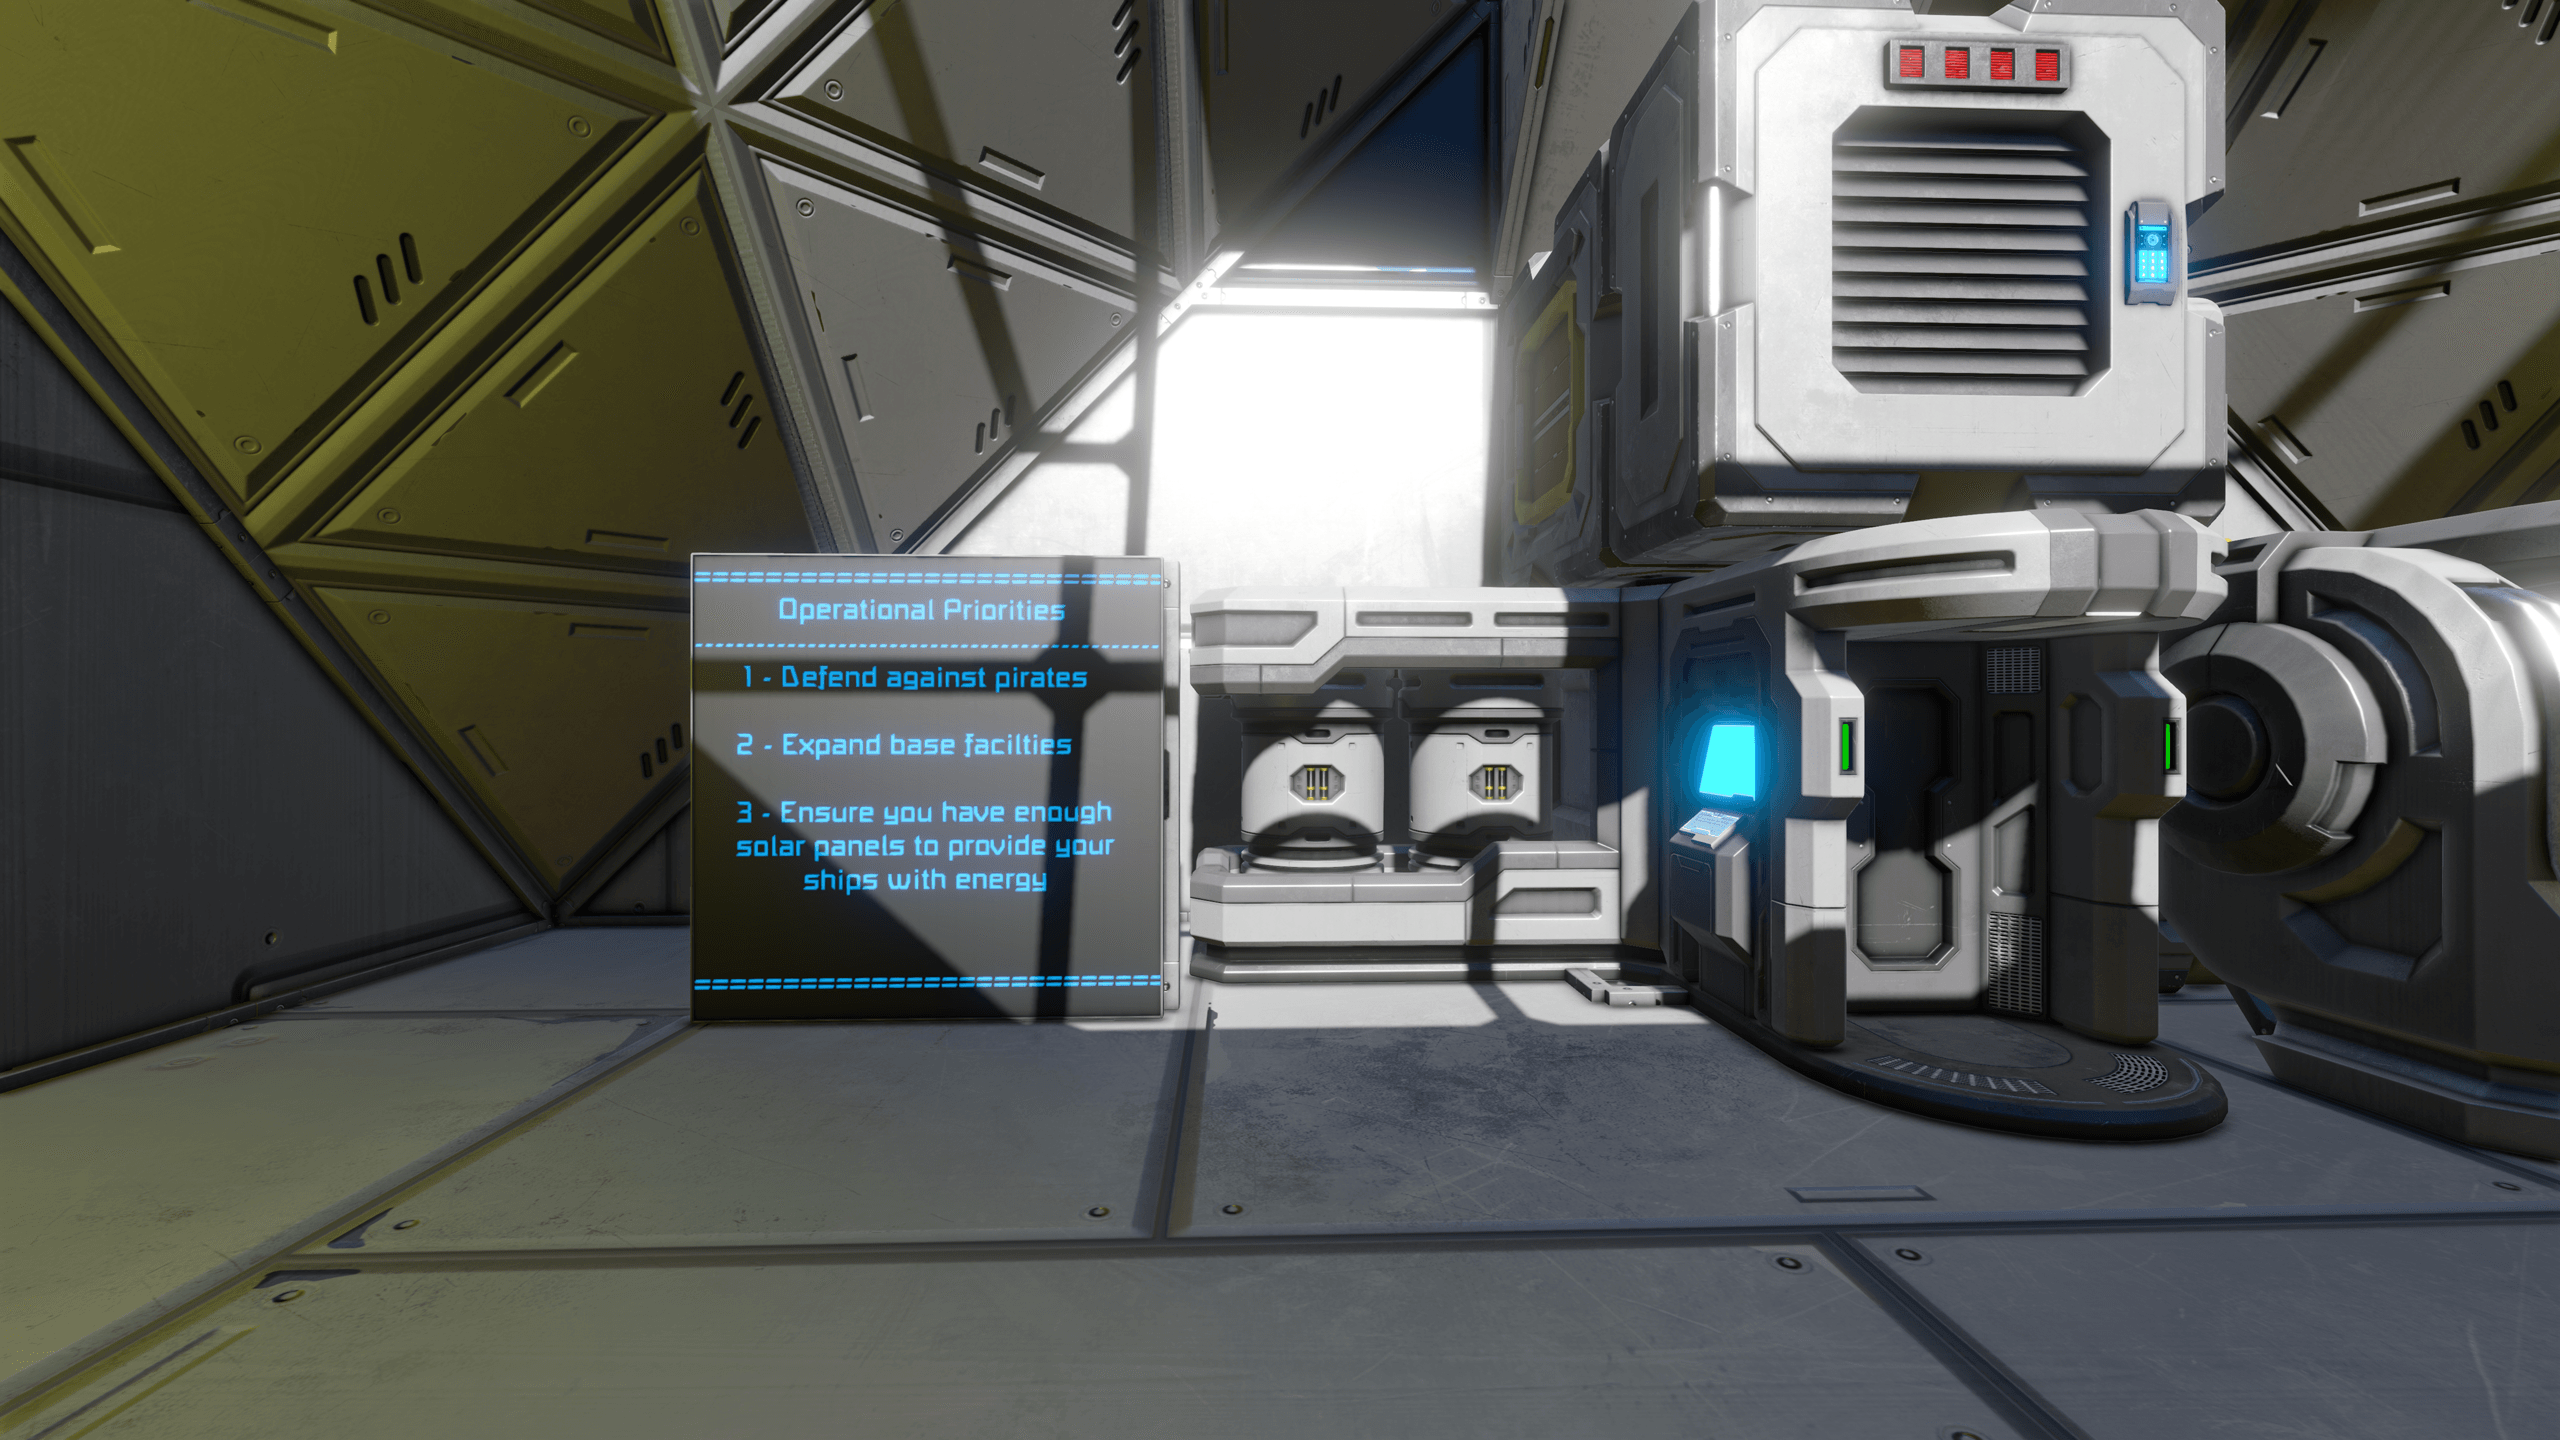 Operational Priorities
1 - Defend against pirates
2 - Expand base facilties
3 - Ensure you have enough
solar panels to provide your
ships with energy